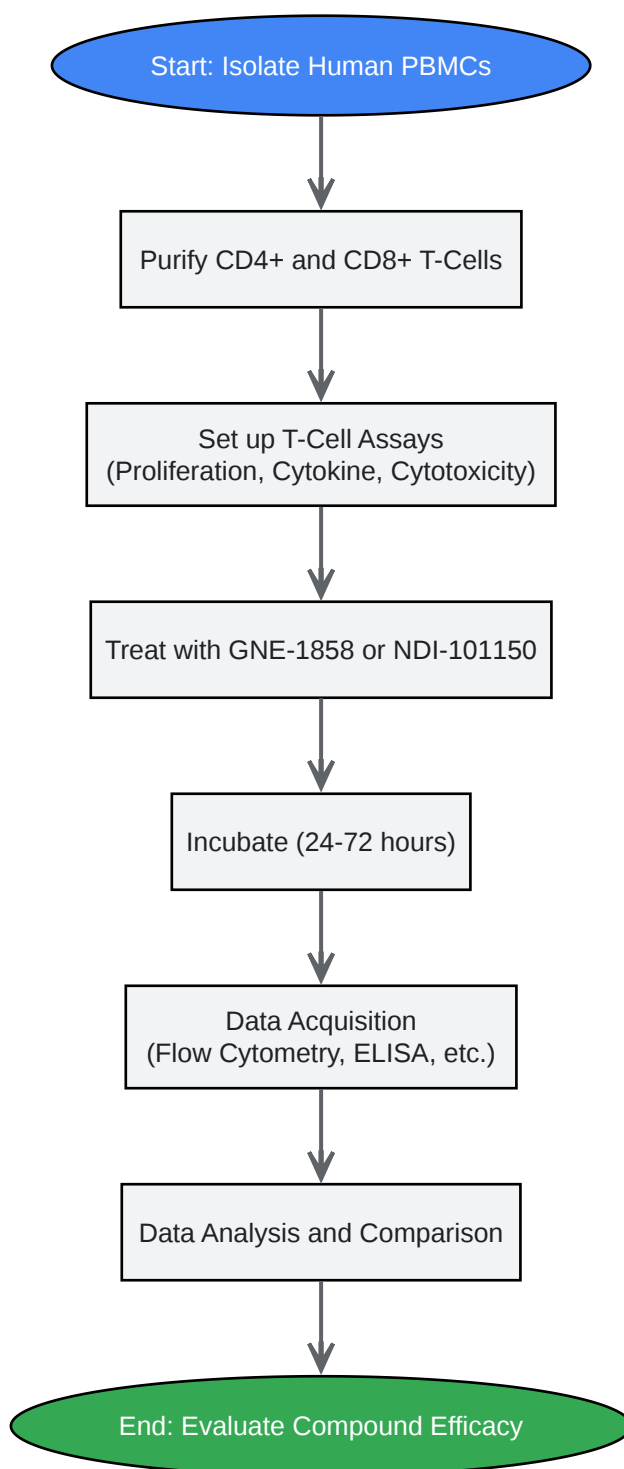 Start: Isolate Human PBMCs
Purify CD4+ and CD8+ T-Cells
Set up T-Cell Assays
(Proliferation, Cytokine, Cytotoxicity)
Treat with GNE-1858 or NDI-101150
Incubate (24-72 hours)
Data Acquisition
(Flow Cytometry, ELISA, etc.)
Data Analysis and Comparison
End: Evaluate Compound Efficacy